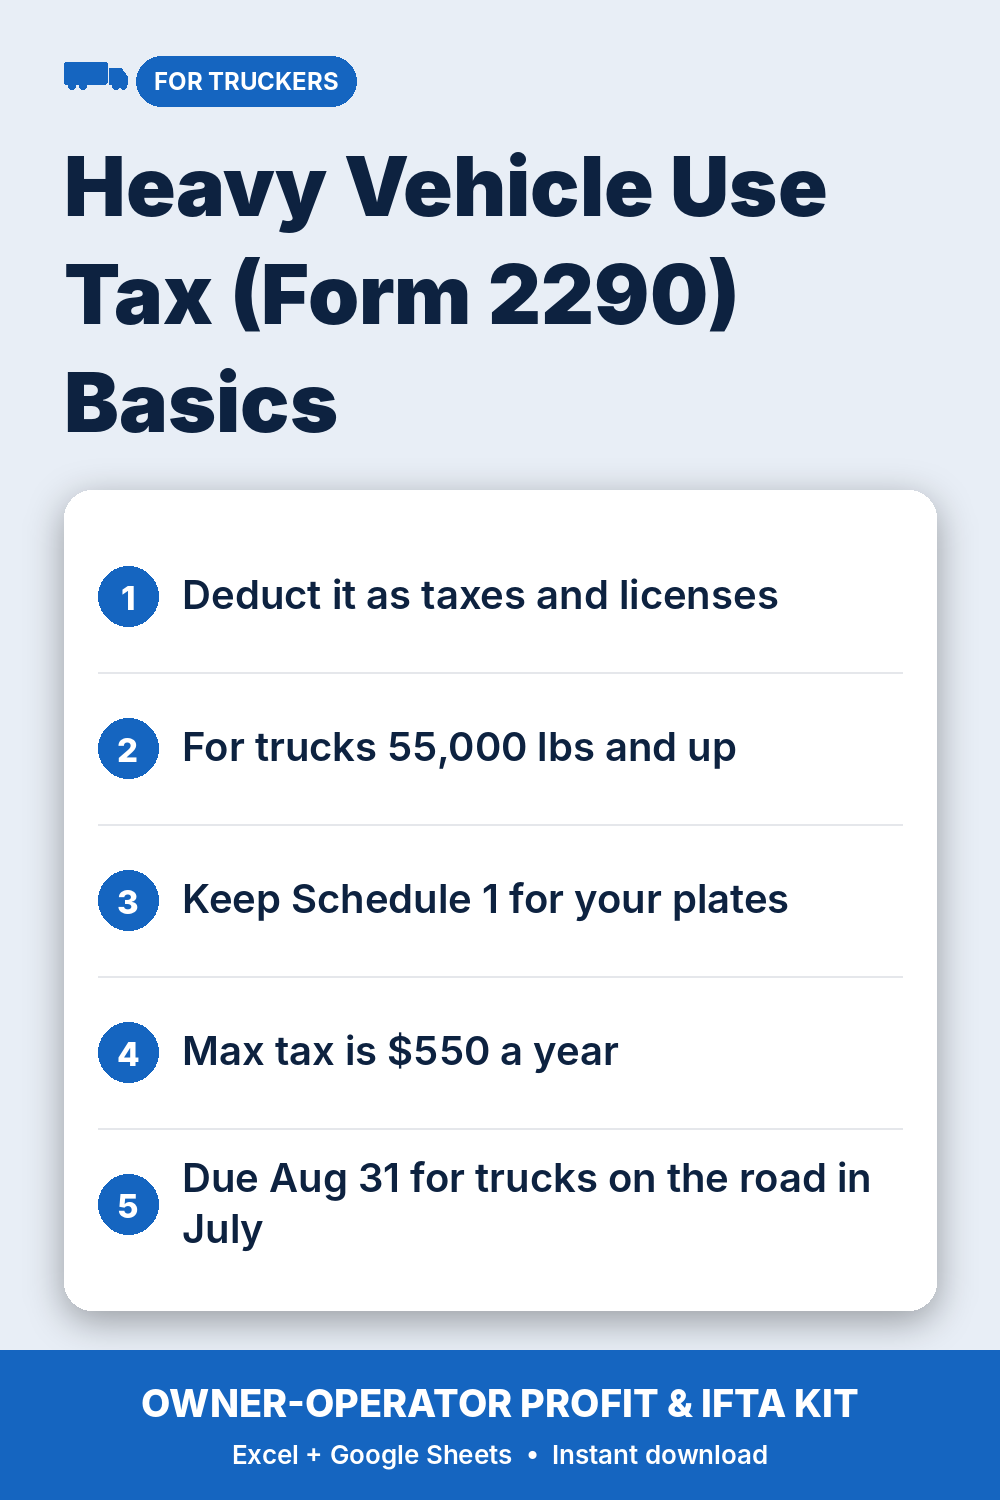 FOR TRUCKERS
Heavy Vehicle Use
Tax (Form 2290)
Basics
1 Deduct it as taxes and licenses
2 For trucks 55,000 lbs and up
3 Keep Schedule 1 for your plates
4 Max tax is $550 a year
5 Due Aug 31 for trucks on the road in
July
OWNER-OPERATOR PROFIT & IFTA KIT
Excel + Google Sheets • Instant download